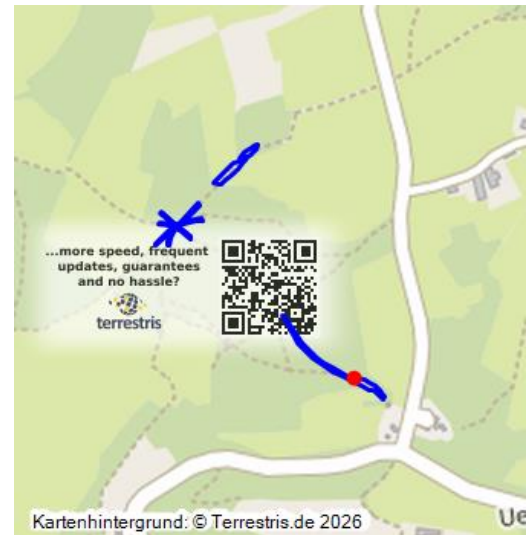 ...more speed, frequent
updates, guarantees
and no hassle?
terrestris
Kartenhintergrund: © Terrestris.de 2026
Ue